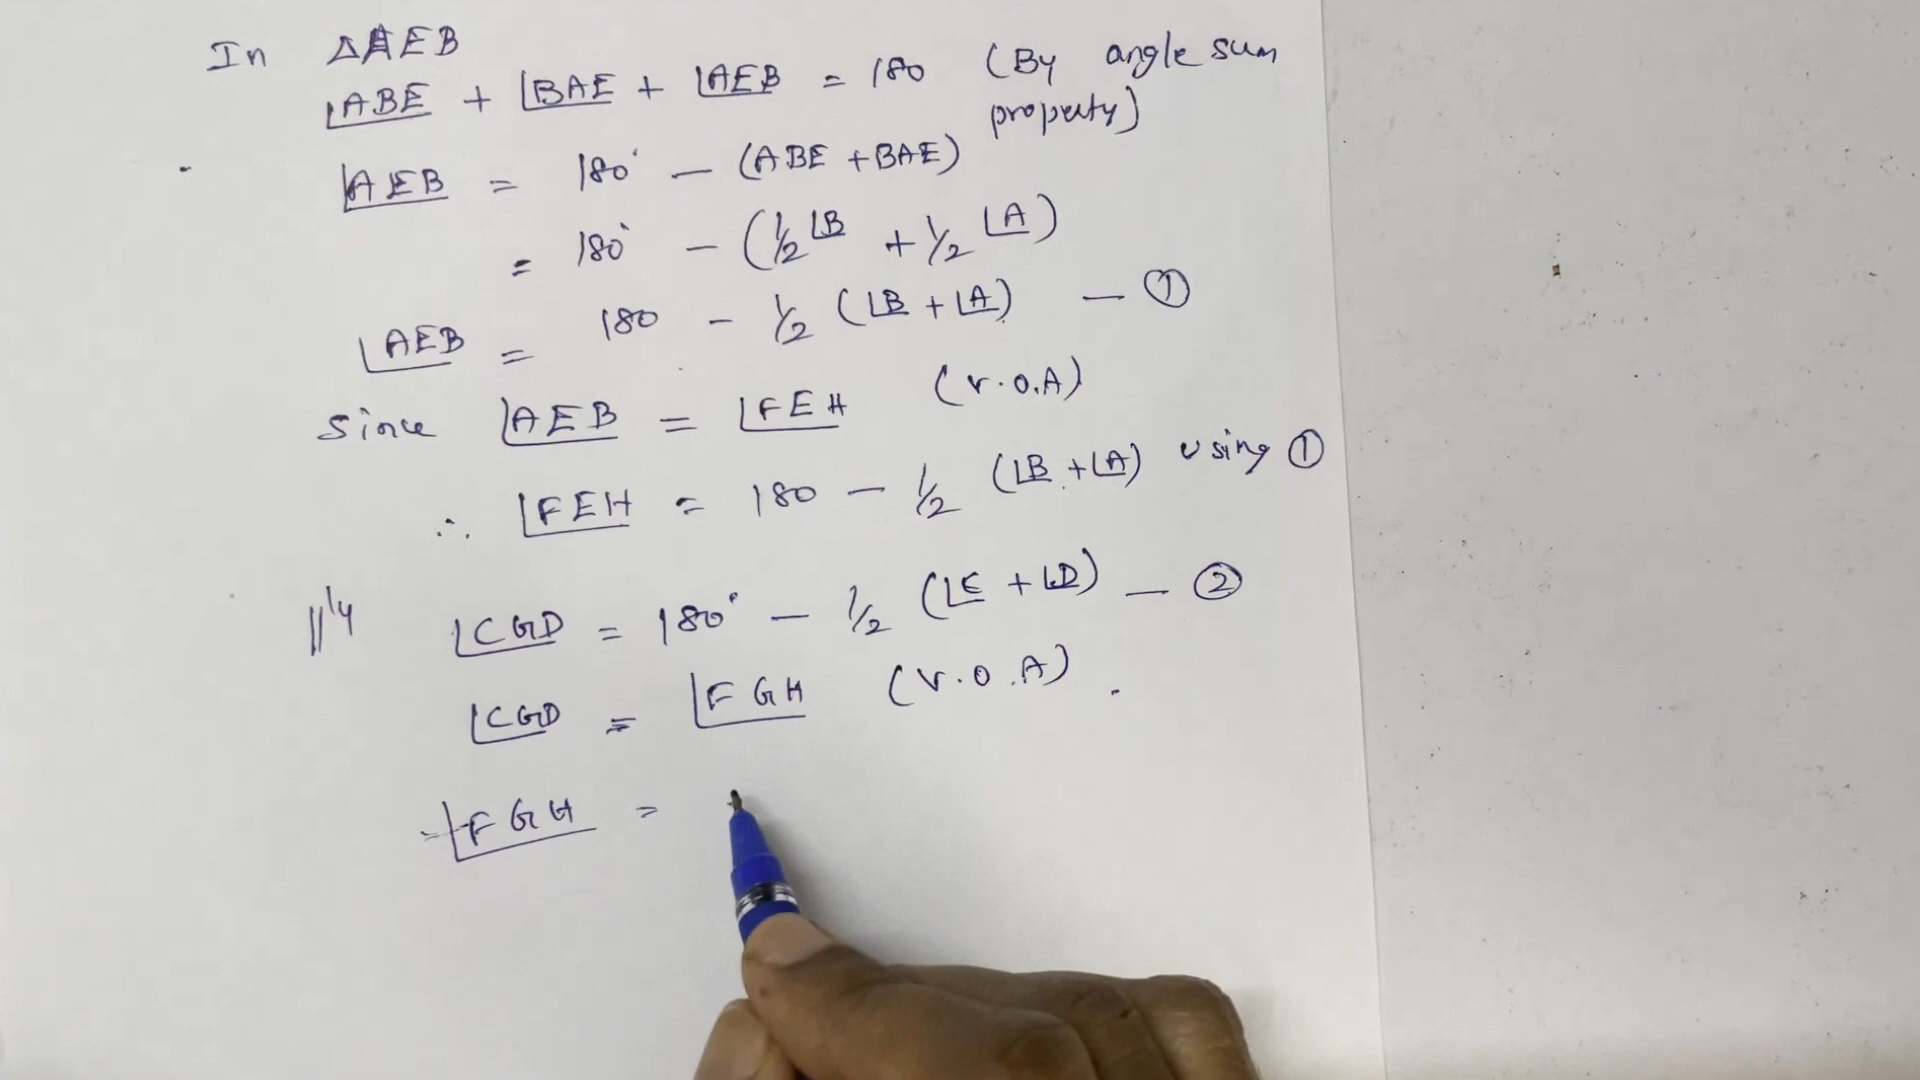 In ΔAEB
∠ABE + ∠BAE + ∠AEB = 180 (By angle sum
property)
∠AEB = 180° — (ABE + BAE)
= 180° - (1/2 ∠B + 1/2 ∠A)
∠AEB = 180 - 1/2 (∠B + ∠A) — ①
Since ∠AEB = ∠FEH (V.O.A)
∴ ∠FEH = 180 — 1/2 (∠B + ∠A) using ①
||ly ∠CGD = 180° — 1/2 (∠C + ∠D) — ②
∠CGD = ∠FGH (V.O.A).
∠FGH =